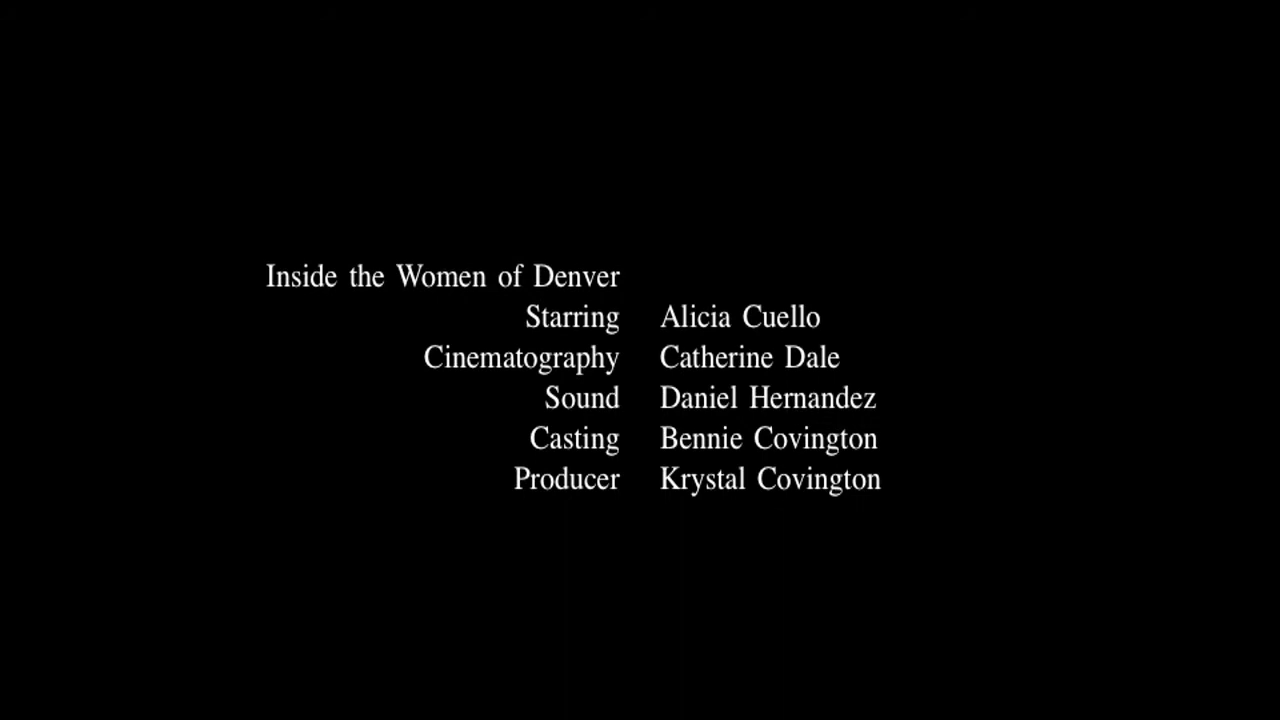 Inside the Women of Denver
Starring Alicia Cuello
Cinematography Catherine Dale
Sound Daniel Hernandez
Casting Bennie Covington
Producer Krystal Covington